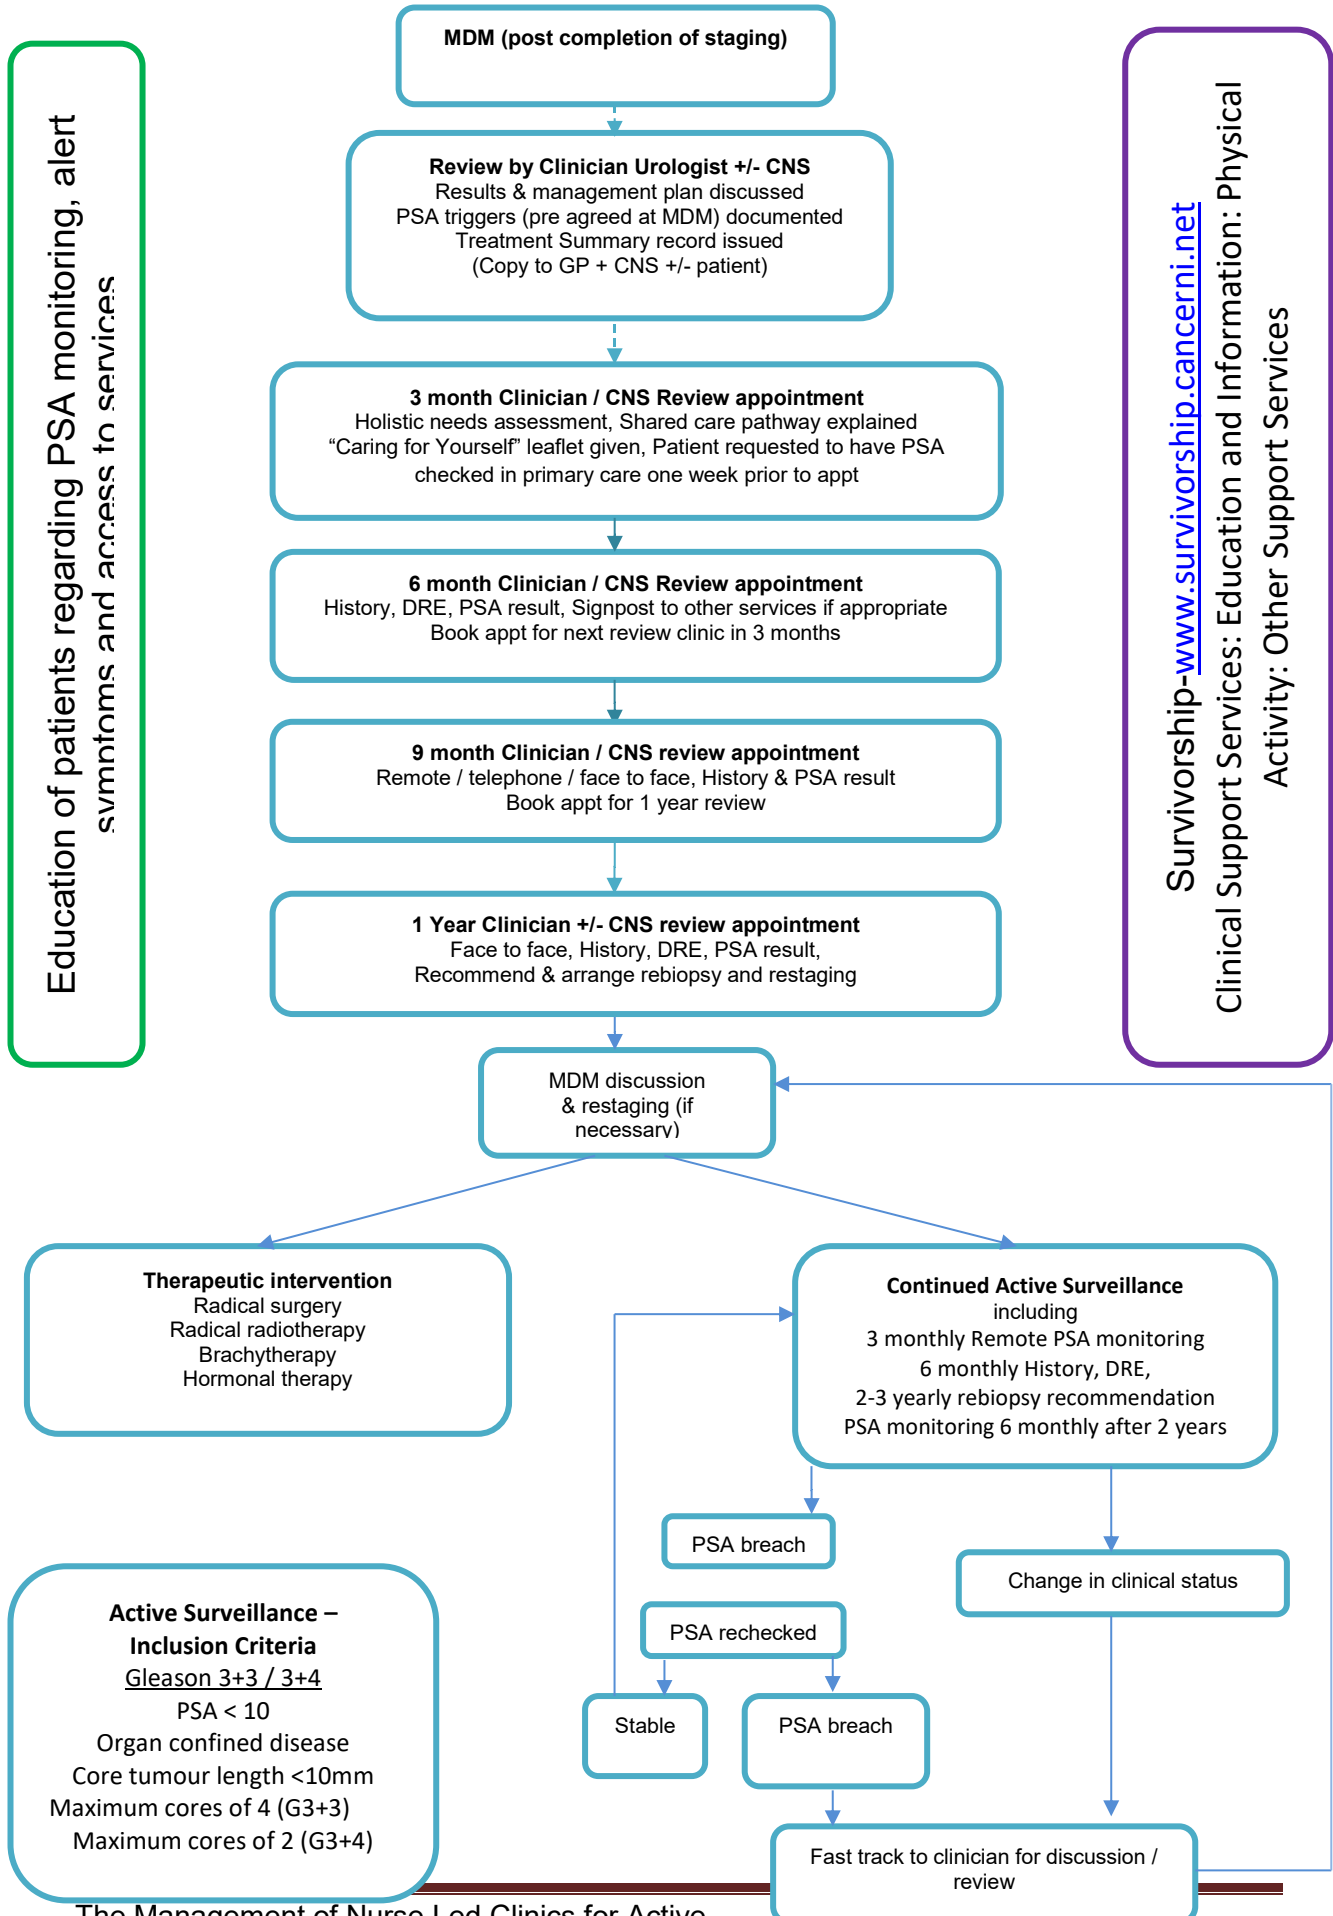 MDM (post completion of staging)
Education of patients regarding PSA monitoring, alert
symptoms and access to services
Survivorship-www.survivorship.cancerni.net
Clinical Support Services: Education and Information: Physical
Activity: Other Support Services
Review by Clinician Urologist +/- CNS
Results & management plan discussed
PSA triggers (pre agreed at MDM) documented
Treatment Summary record issued
(Copy to GP + CNS +/- patient)
3 month Clinician / CNS Review appointment
Holistic needs assessment, Shared care pathway explained
“Caring for Yourself” leaflet given, Patient requested to have PSA
checked in primary care one week prior to appt
6 month Clinician / CNS Review appointment
History, DRE, PSA result, Signpost to other services if appropriate
Book appt for next review clinic in 3 months
9 month Clinician / CNS review appointment
Remote / telephone / face to face, History & PSA result
Book appt for 1 year review
1 Year Clinician +/- CNS review appointment
Face to face, History, DRE, PSA result,
Recommend & arrange rebiopsy and restaging
MDM discussion
& restaging (if
necessary)
Therapeutic intervention
Radical surgery
Radical radiotherapy
Brachytherapy
Hormonal therapy
Continued Active Surveillance
including
3 monthly Remote PSA monitoring
6 monthly History, DRE,
2-3 yearly rebiopsy recommendation
PSA monitoring 6 monthly after 2 years
PSA breach
Change in clinical status
PSA rechecked
Stable
PSA breach
Fast track to clinician for discussion /
review
Active Surveillance –
Inclusion Criteria
Gleason 3+3 / 3+4
PSA < 10
Organ confined disease
Core tumour length <10mm
Maximum cores of 4 (G3+3)
Maximum cores of 2 (G3+4)
The Management of Nurse Led Clinics for Active